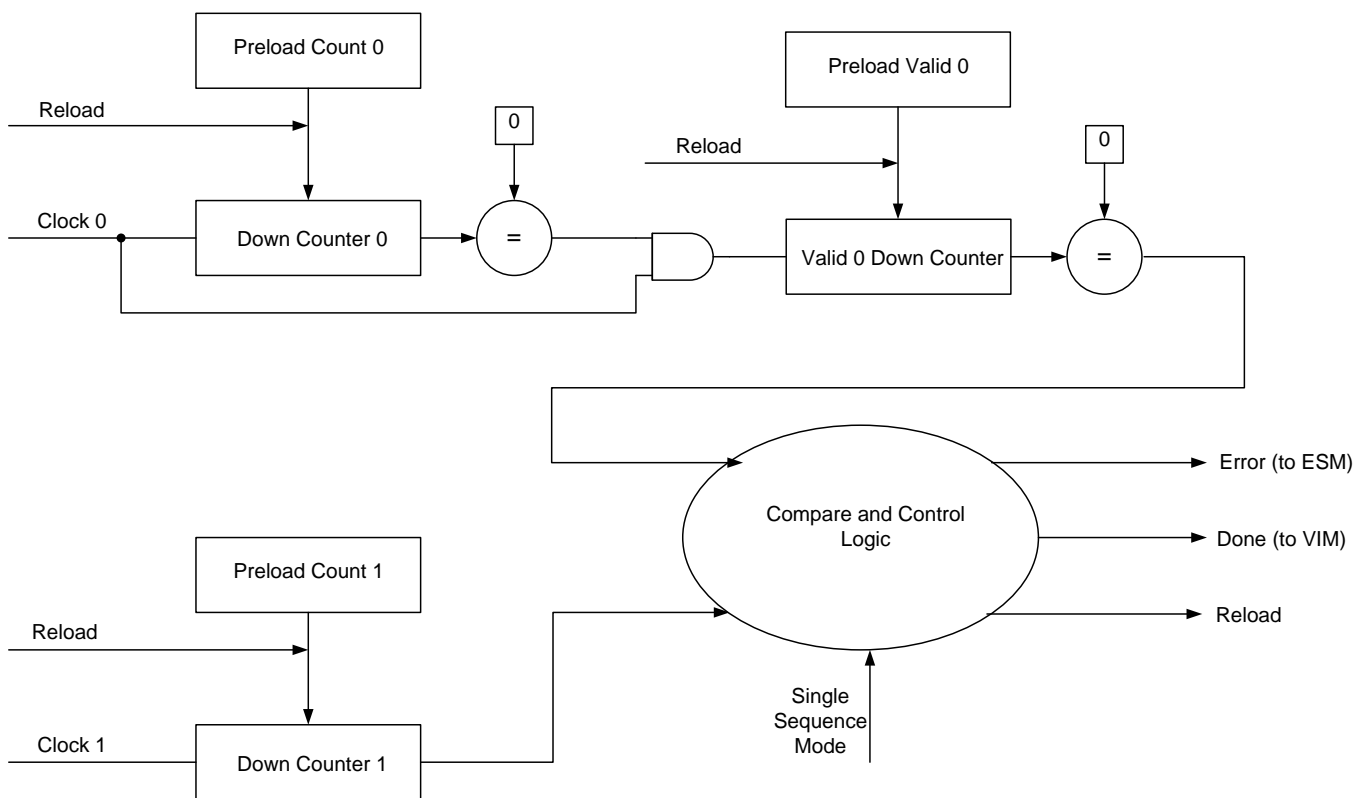 Preload Count 0
Preload Valid 0
Reload
0
Reload
0
Clock 0
Down Counter 0
=
Valid 0 Down Counter
=
Compare and Control
Logic
Error (to ESM)
Done (to VIM)
Reload
Preload Count 1
Reload
Single
Sequence
Mode
Clock 1
Down Counter 1